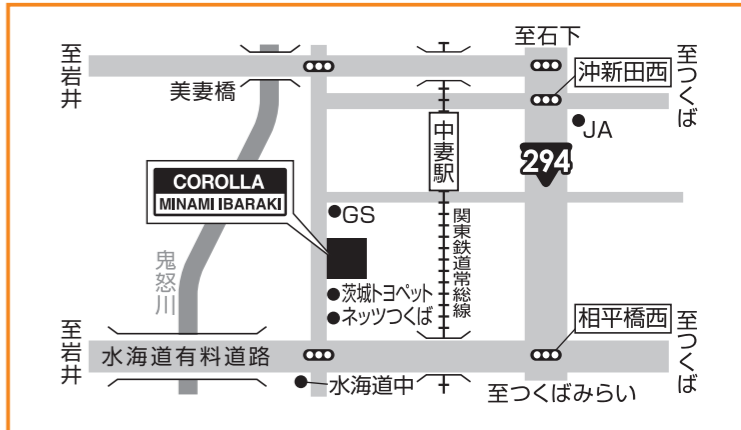 至石下
至岩井
至つくば
沖新田西
美妻橋
JA
中妻駅
294
COROLLA
MINAMI IBARAKI
GS
関東鉄道常総線
鬼怒川
茨城トヨペット
ネッツつくば
相平橋西
至岩井
水海道有料道路
至つくば
水海道中
至つくばみらい